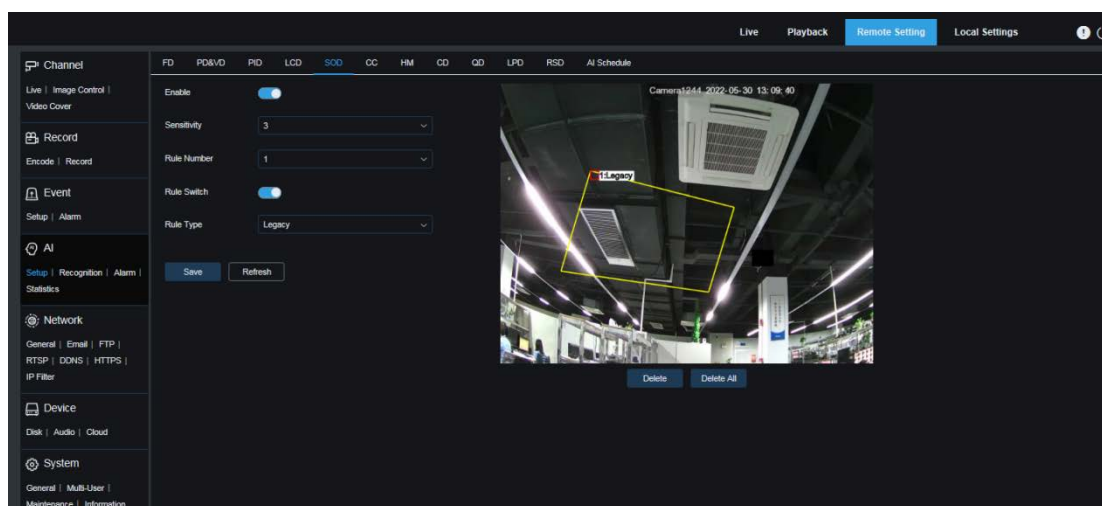 Live Playback Remote Setting Local Settings
Channel
Live | Image Control |
Video Cover
Record
Encode | Record
Event
Setup | Alarm
AI
Setup | Recognition | Alarm |
Statistics
Network
General | Email | FTP |
RTSP | DDNS | HTTPS |
IP Filter
Device
Disk | Audio | Cloud
System
General | Multi-User |
Maintenance | Information
FD PD&VD PID LCD SOD CC HM CD QD LPD RSD AI Schedule
Enable
Sensitivity 3
Rule Number 1
Rule Switch
Rule Type Legacy
Save Refresh
Camera1244 2022-05-30 13:09:40
1:Legacy
Delete Delete All